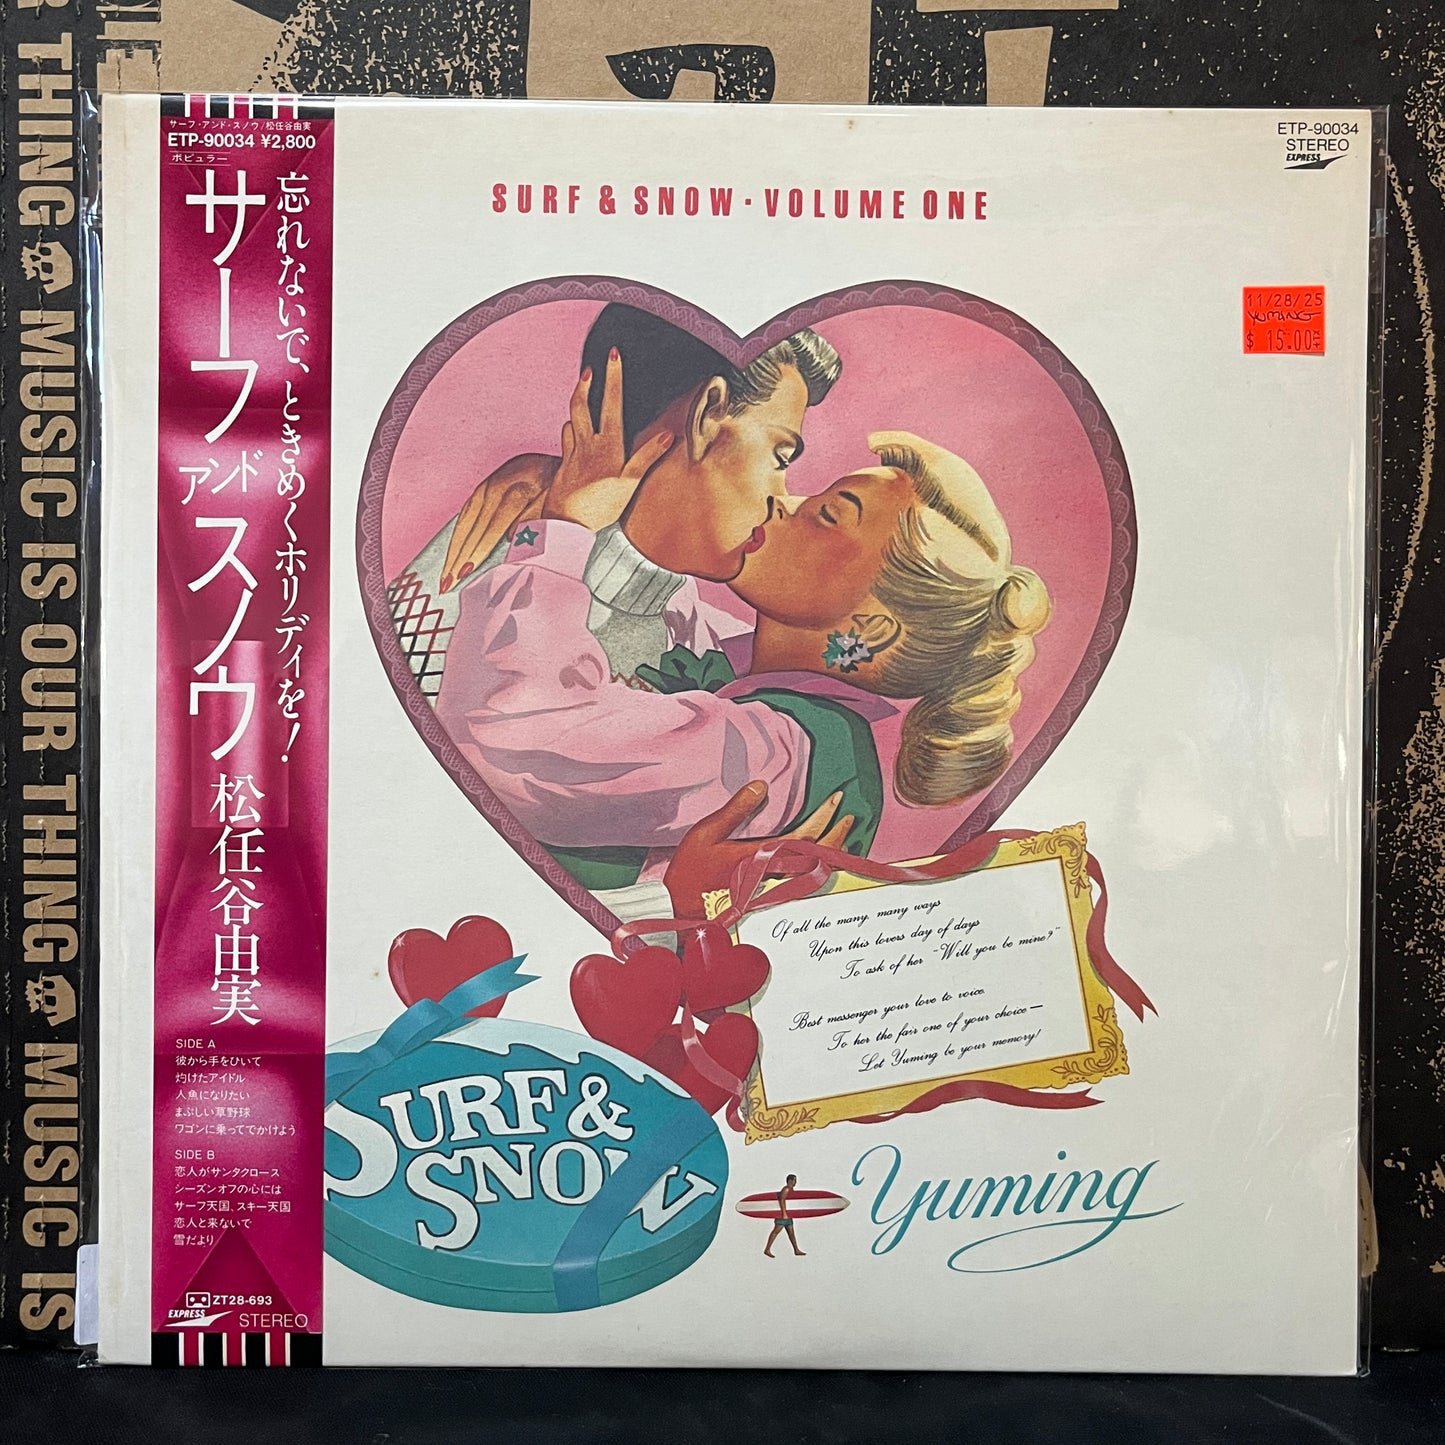 THING MUSIC IS OUR THING MUSIC IS
サーフ・アンド・スノウ/松任谷由実
ETP-90034 ¥2,800
ポピュラー
忘れないで、ときめくホリディを!
サーフアンドスノウ
松任谷由実
SIDE A
彼から手をひいて
灼けたアイドル
人魚になりたい
まぶしい草野球
ワゴンに乗ってでかけよう
SIDE B
恋人がサンタクロース
シーズンオフの心には
サーフ天国、スキー天国
恋人と来ないで
雪だより
ZT28-693
EXPRESS
STEREO
SURF & SNOW・VOLUME ONE
ETP-90034
STEREO
EXPRESS
11/28/25
YUMING
$ 15.00
Of all the many, many ways
Upon this lovers day of days
To ask of her "Will you be mine?"
Best messenger your love to voice.
To her the fair one of your choice—
Let Yuming be your memory!
SURF &
SNOW
Yuming